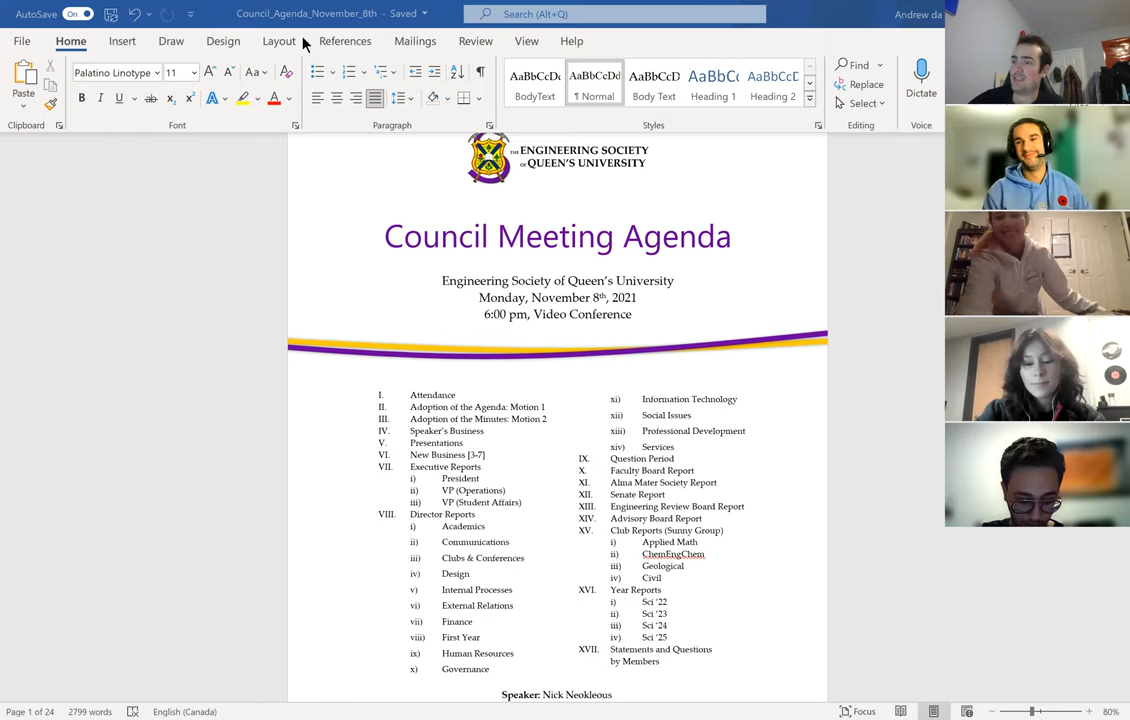 AutoSave On Council_Agenda_November_8th - Saved Search (Alt+Q) Andrew da
File Home Insert Draw Design Layout References Mailings Review View Help
Paste Palatino Linotype 11 Aa
AaBbCcDc AaBbCcDd AaBbCcD AaBbCc AaBbCcD
BodyText ¶ Normal Body Text Heading 1 Heading 2
Find
Replace
Select
Dictate
Clipboard Font Paragraph Styles Editing Voice
THE ENGINEERING SOCIETY
OF QUEEN'S UNIVERSITY
Council Meeting Agenda
Engineering Society of Queen's University
Monday, November 8th, 2021
6:00 pm, Video Conference
I. Attendance
II. Adoption of the Agenda: Motion 1
III. Adoption of the Minutes: Motion 2
IV. Speaker's Business
V. Presentations
VI. New Business [3-7]
VII. Executive Reports
i) President
ii) VP (Operations)
iii) VP (Student Affairs)
VIII. Director Reports
i) Academics
ii) Communications
iii) Clubs & Conferences
iv) Design
v) Internal Processes
vi) External Relations
vii) Finance
viii) First Year
ix) Human Resources
x) Governance
xi) Information Technology
xii) Social Issues
xiii) Professional Development
xiv) Services
IX. Question Period
X. Faculty Board Report
XI. Alma Mater Society Report
XII. Senate Report
XIII. Engineering Review Board Report
XIV. Advisory Board Report
XV. Club Reports (Sunny Group)
i) Applied Math
ii) ChemEngChem
iii) Geological
iv) Civil
XVI. Year Reports
i) Sci '22
ii) Sci '23
iii) Sci '24
iv) Sci '25
XVII. Statements and Questions
by Members
Speaker: Nick Neokleous
Page 1 of 24 2799 words English (Canada) Focus 80%